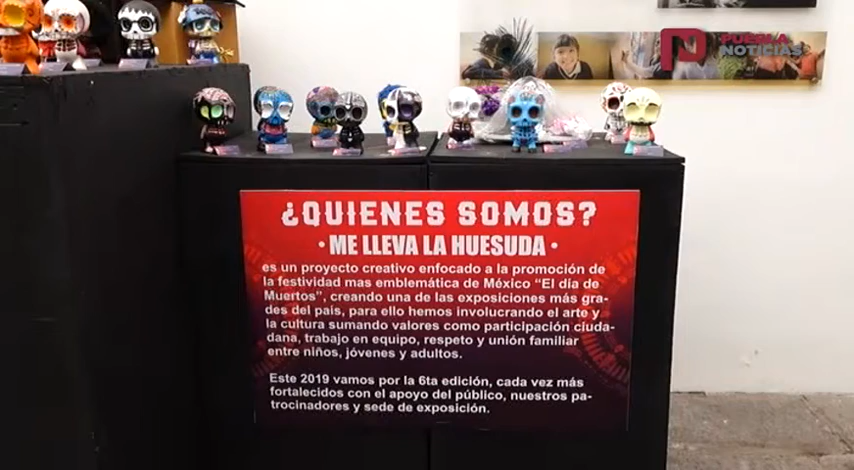 PUEBLA
NOTICIAS
¿QUIENES SOMOS?
• ME LLEVA LA HUESUDA •
es un proyecto creativo enfocado a la promoción de
la festividad mas emblemática de México “El día de
Muertos”, creando una de las exposiciones más gra-
des del país, para ello hemos involucrando el arte y
la cultura sumando valores como participación ciuda-
dana, trabajo en equipo, respeto y unión familiar
entre niños, jóvenes y adultos.
Este 2019 vamos por la 6ta edición, cada vez más
fortalecidos con el apoyo del público, nuestros pa-
trocinadores y sede de exposición.